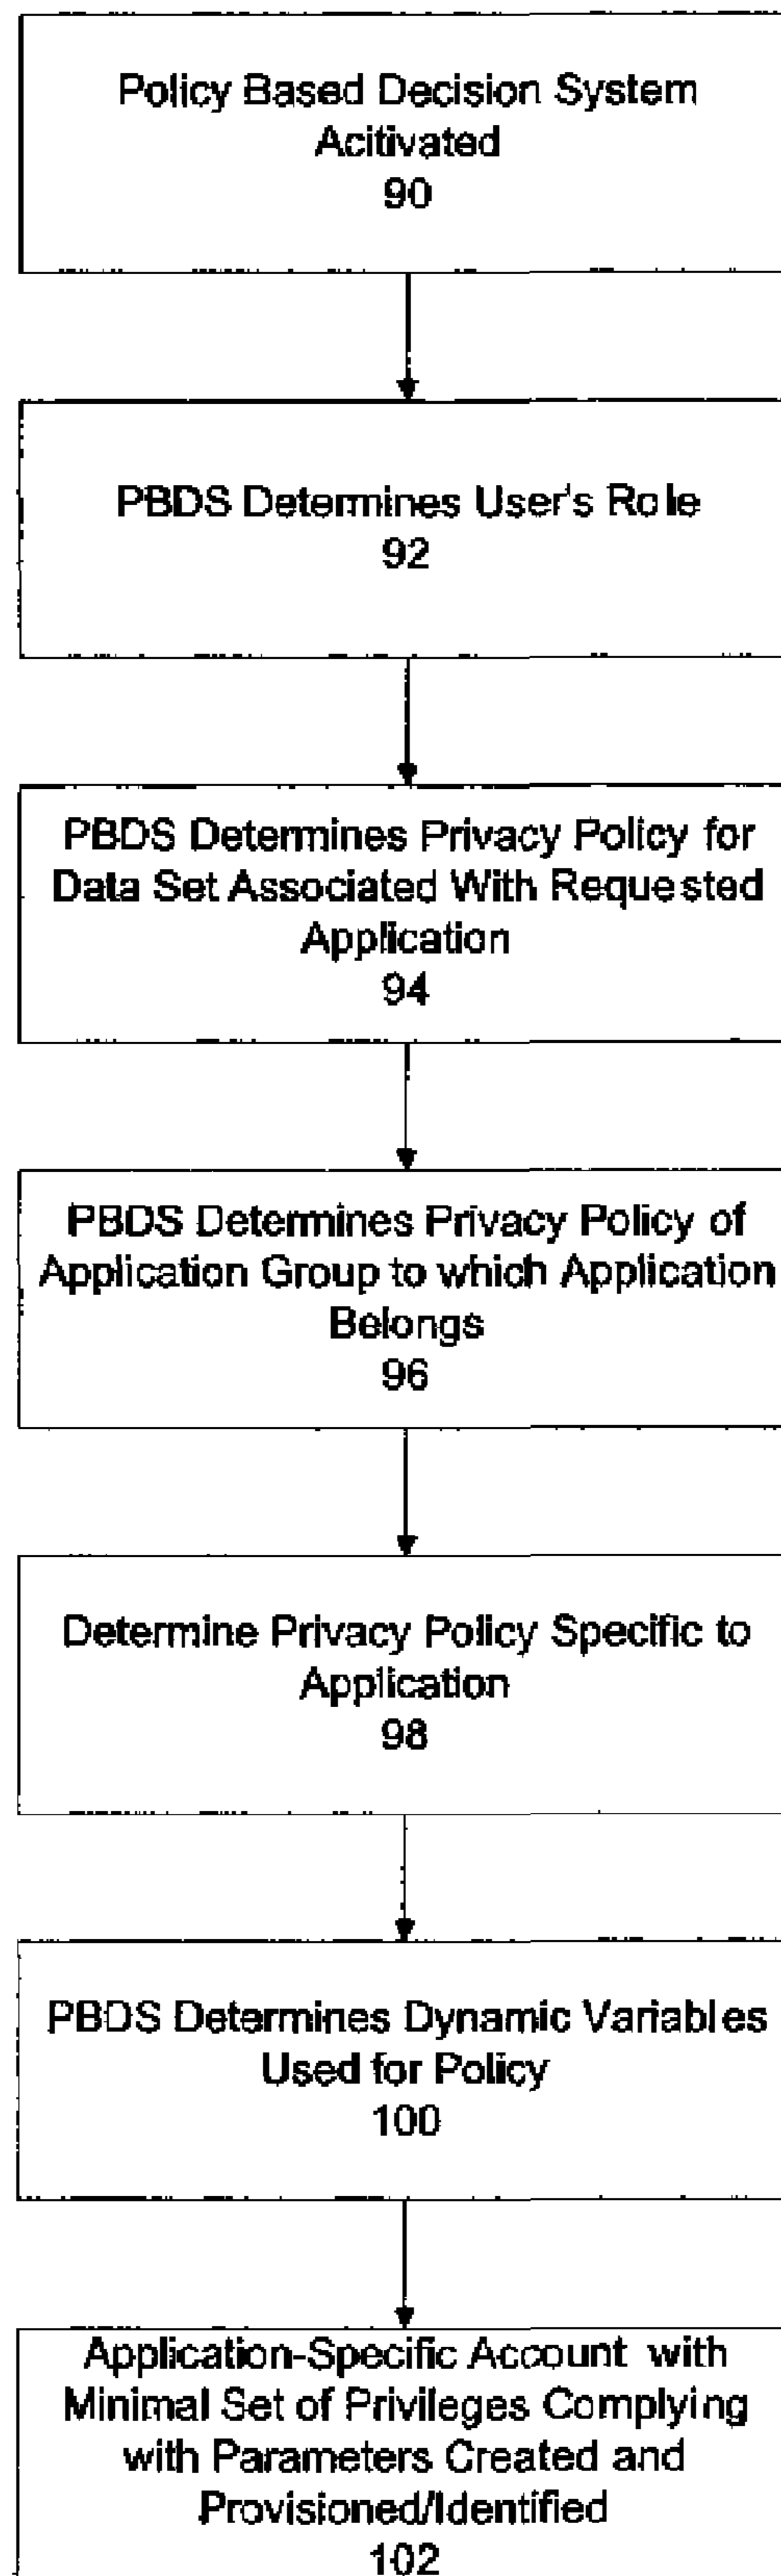 Policy Based Decision System
Acitivated
90
PBDS Determines User's Role
92
PBDS Determines Privacy Policy for
Data Set Associated With Requested
Application
94
PBDS Determines Privacy Policy of
Application Group to which Application
Belongs
96
Determine Privacy Policy Specific to
Application
98
PBDS Determines Dynamic Variables
Used for Policy
100
Application-Specific Account with
Minimal Set of Privileges Complying
with Parameters Created and
Provisioned/Identified
102